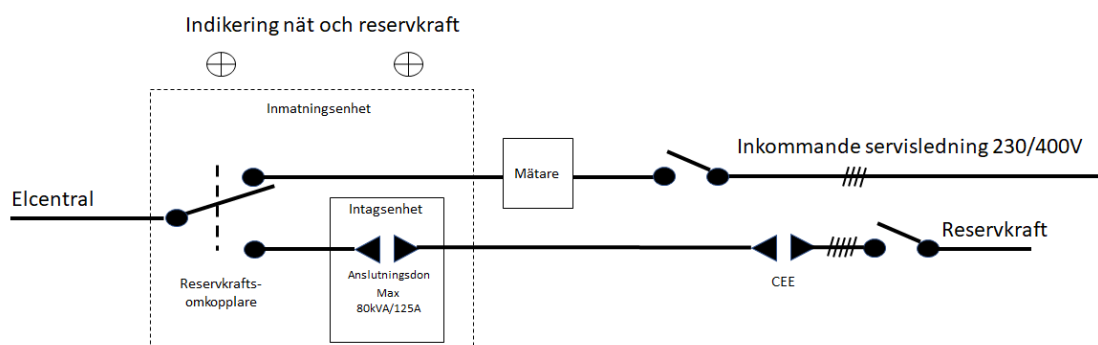 Indikering nät och reservkraft
Inmatningsenhet
Inkommande servisledning 230/400V
Mätare
Elcentral
Intagsenhet
Reservkraft
Anslutningsdon
Max
80kVA/125A
Reservkrafts-
omkopplare
CEE